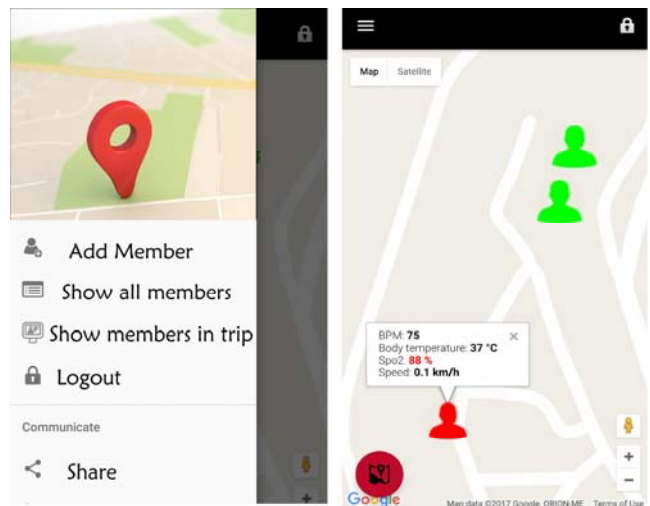 Add Member
Show all members
Show members in trip
Logout
Communicate
Share
Map Satellite
BPM: 75
Body temperature: 37 °C
Spo2: 88 %
Speed: 0.1 km/h
Google
Map data ©2017 Google, ORION-ME Terms of Use